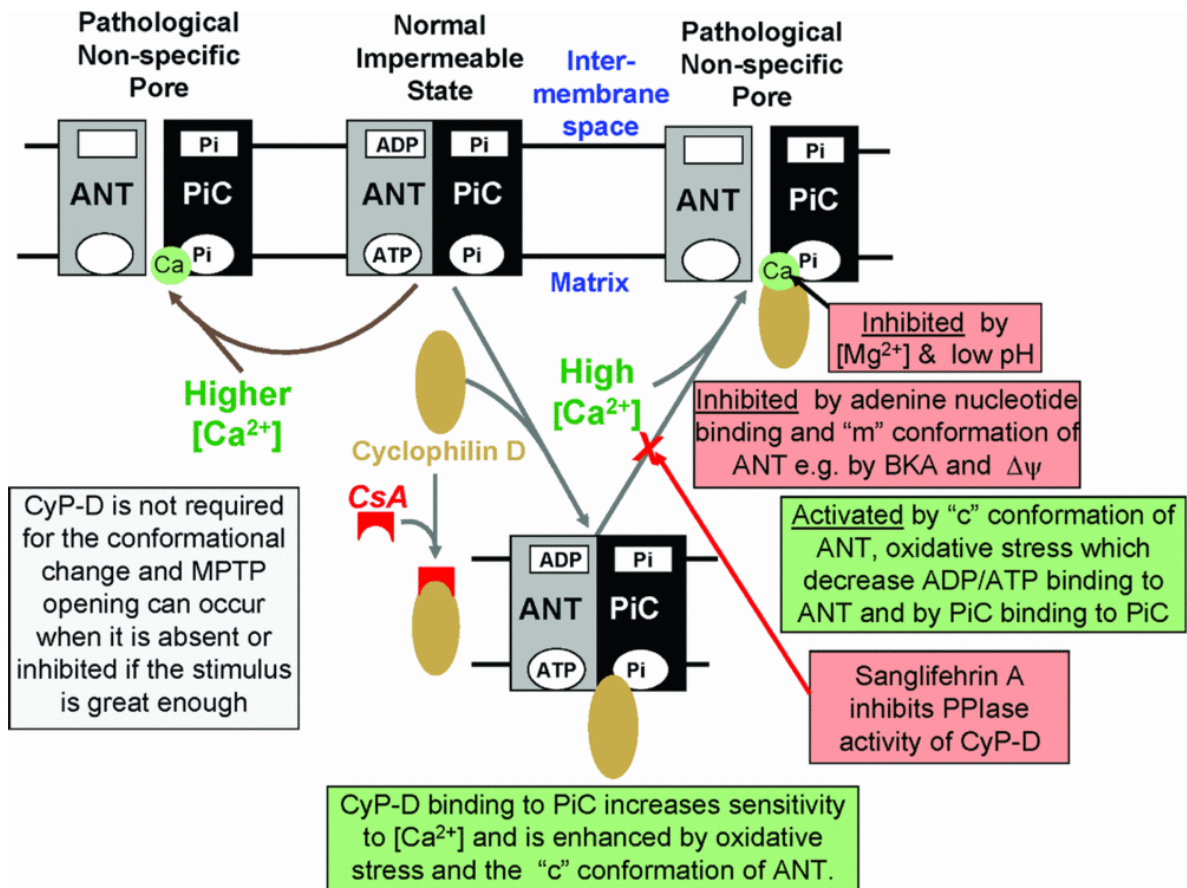 Pathological
Non-specific
Pore
Normal
Impermeable
State
Inter-
membrane
space
Pathological
Non-specific
Pore
Pi
ANT
PiC
Ca
Pi
ADP
Pi
ANT
PiC
ATP
Pi
Matrix
Pi
ANT
PiC
Ca
Pi
Inhibited by
[Mg²⁺] & low pH
Higher
[Ca²⁺]
High
[Ca²⁺]
X
Cyclophilin D
CsA
Inhibited by adenine nucleotide
binding and “m” conformation of
ANT e.g. by BKA and Δψ
CyP-D is not required
for the conformational
change and MPTP
opening can occur
when it is absent or
inhibited if the stimulus
is great enough
Activated by “c” conformation of
ANT, oxidative stress which
decrease ADP/ATP binding to
ANT and by PiC binding to PiC
ADP
Pi
ANT
PiC
ATP
Pi
Sanglifehrin A
inhibits PPIase
activity of CyP-D
CyP-D binding to PiC increases sensitivity
to [Ca²⁺] and is enhanced by oxidative
stress and the “c” conformation of ANT.